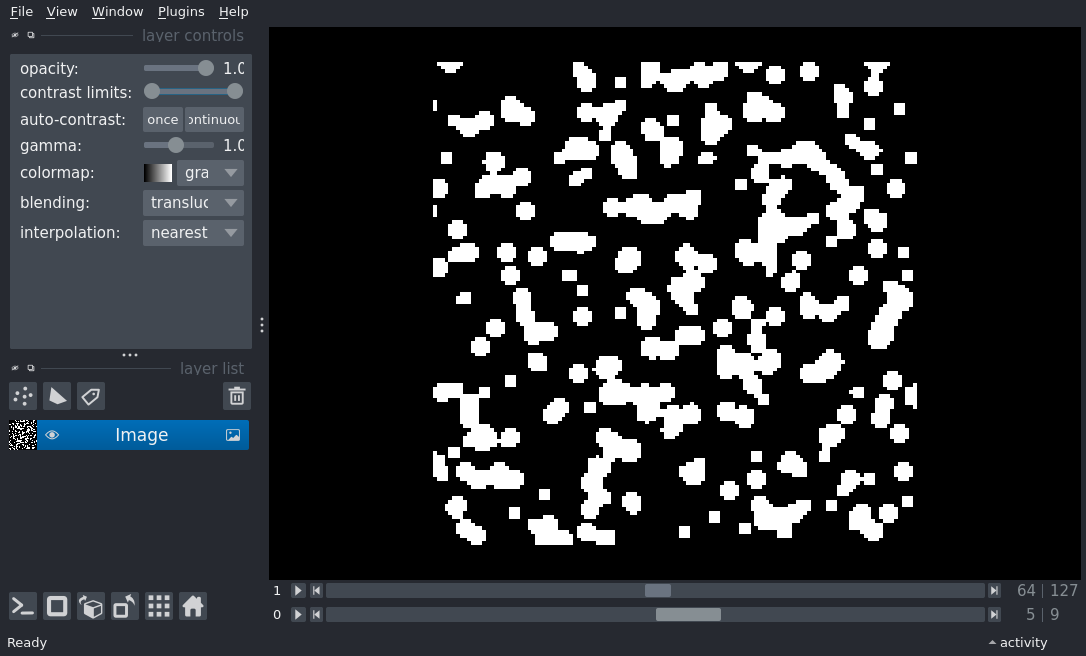 File View Window Plugins Help
layer controls
opacity: 1.0
contrast limits:
auto-contrast: once ontinuou
gamma: 1.0
colormap: gra
blending: transluc
interpolation: nearest
layer list
Image
1 64 | 127
0 5 | 9
Ready activity